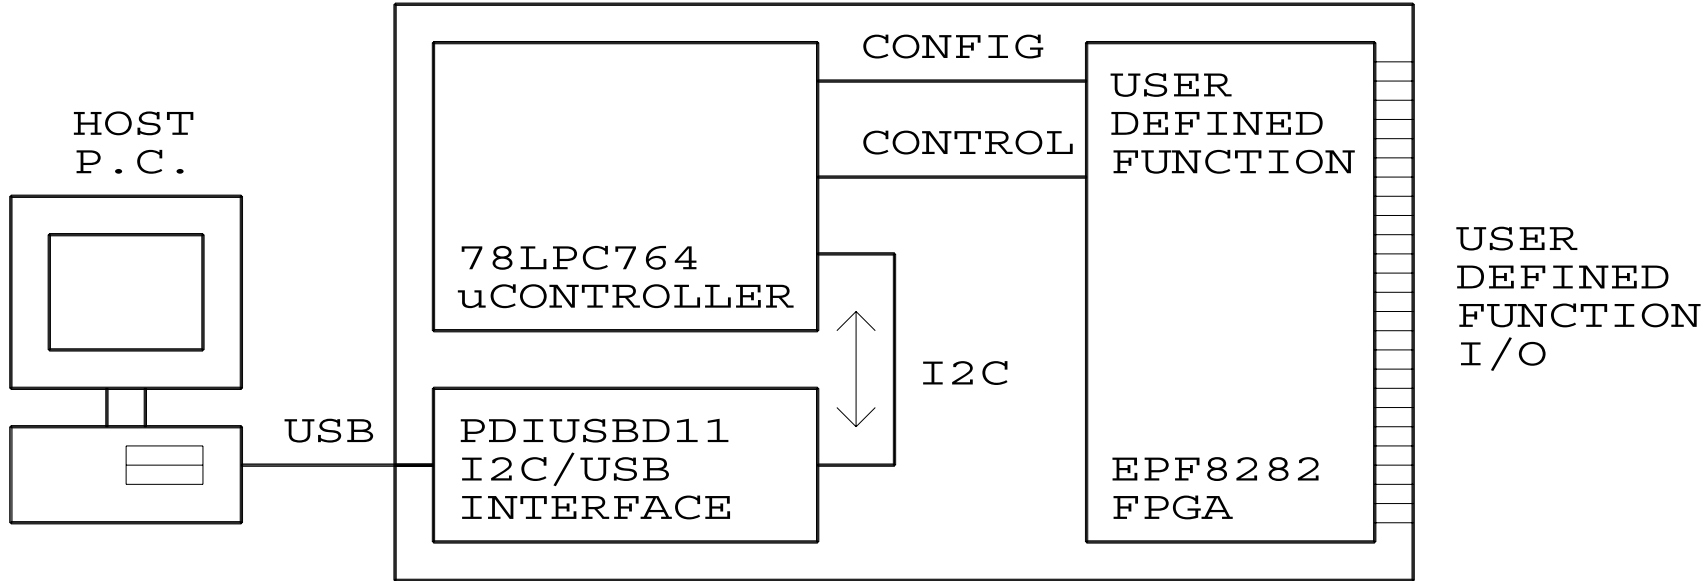 HOST
P.C.
USB
CONFIG
CONTROL
78LPC764
uCONTROLLER
I2C
PDIUSBD11
I2C/USB
INTERFACE
USER
DEFINED
FUNCTION
EPF8282
FPGA
USER
DEFINED
FUNCTION
I/O